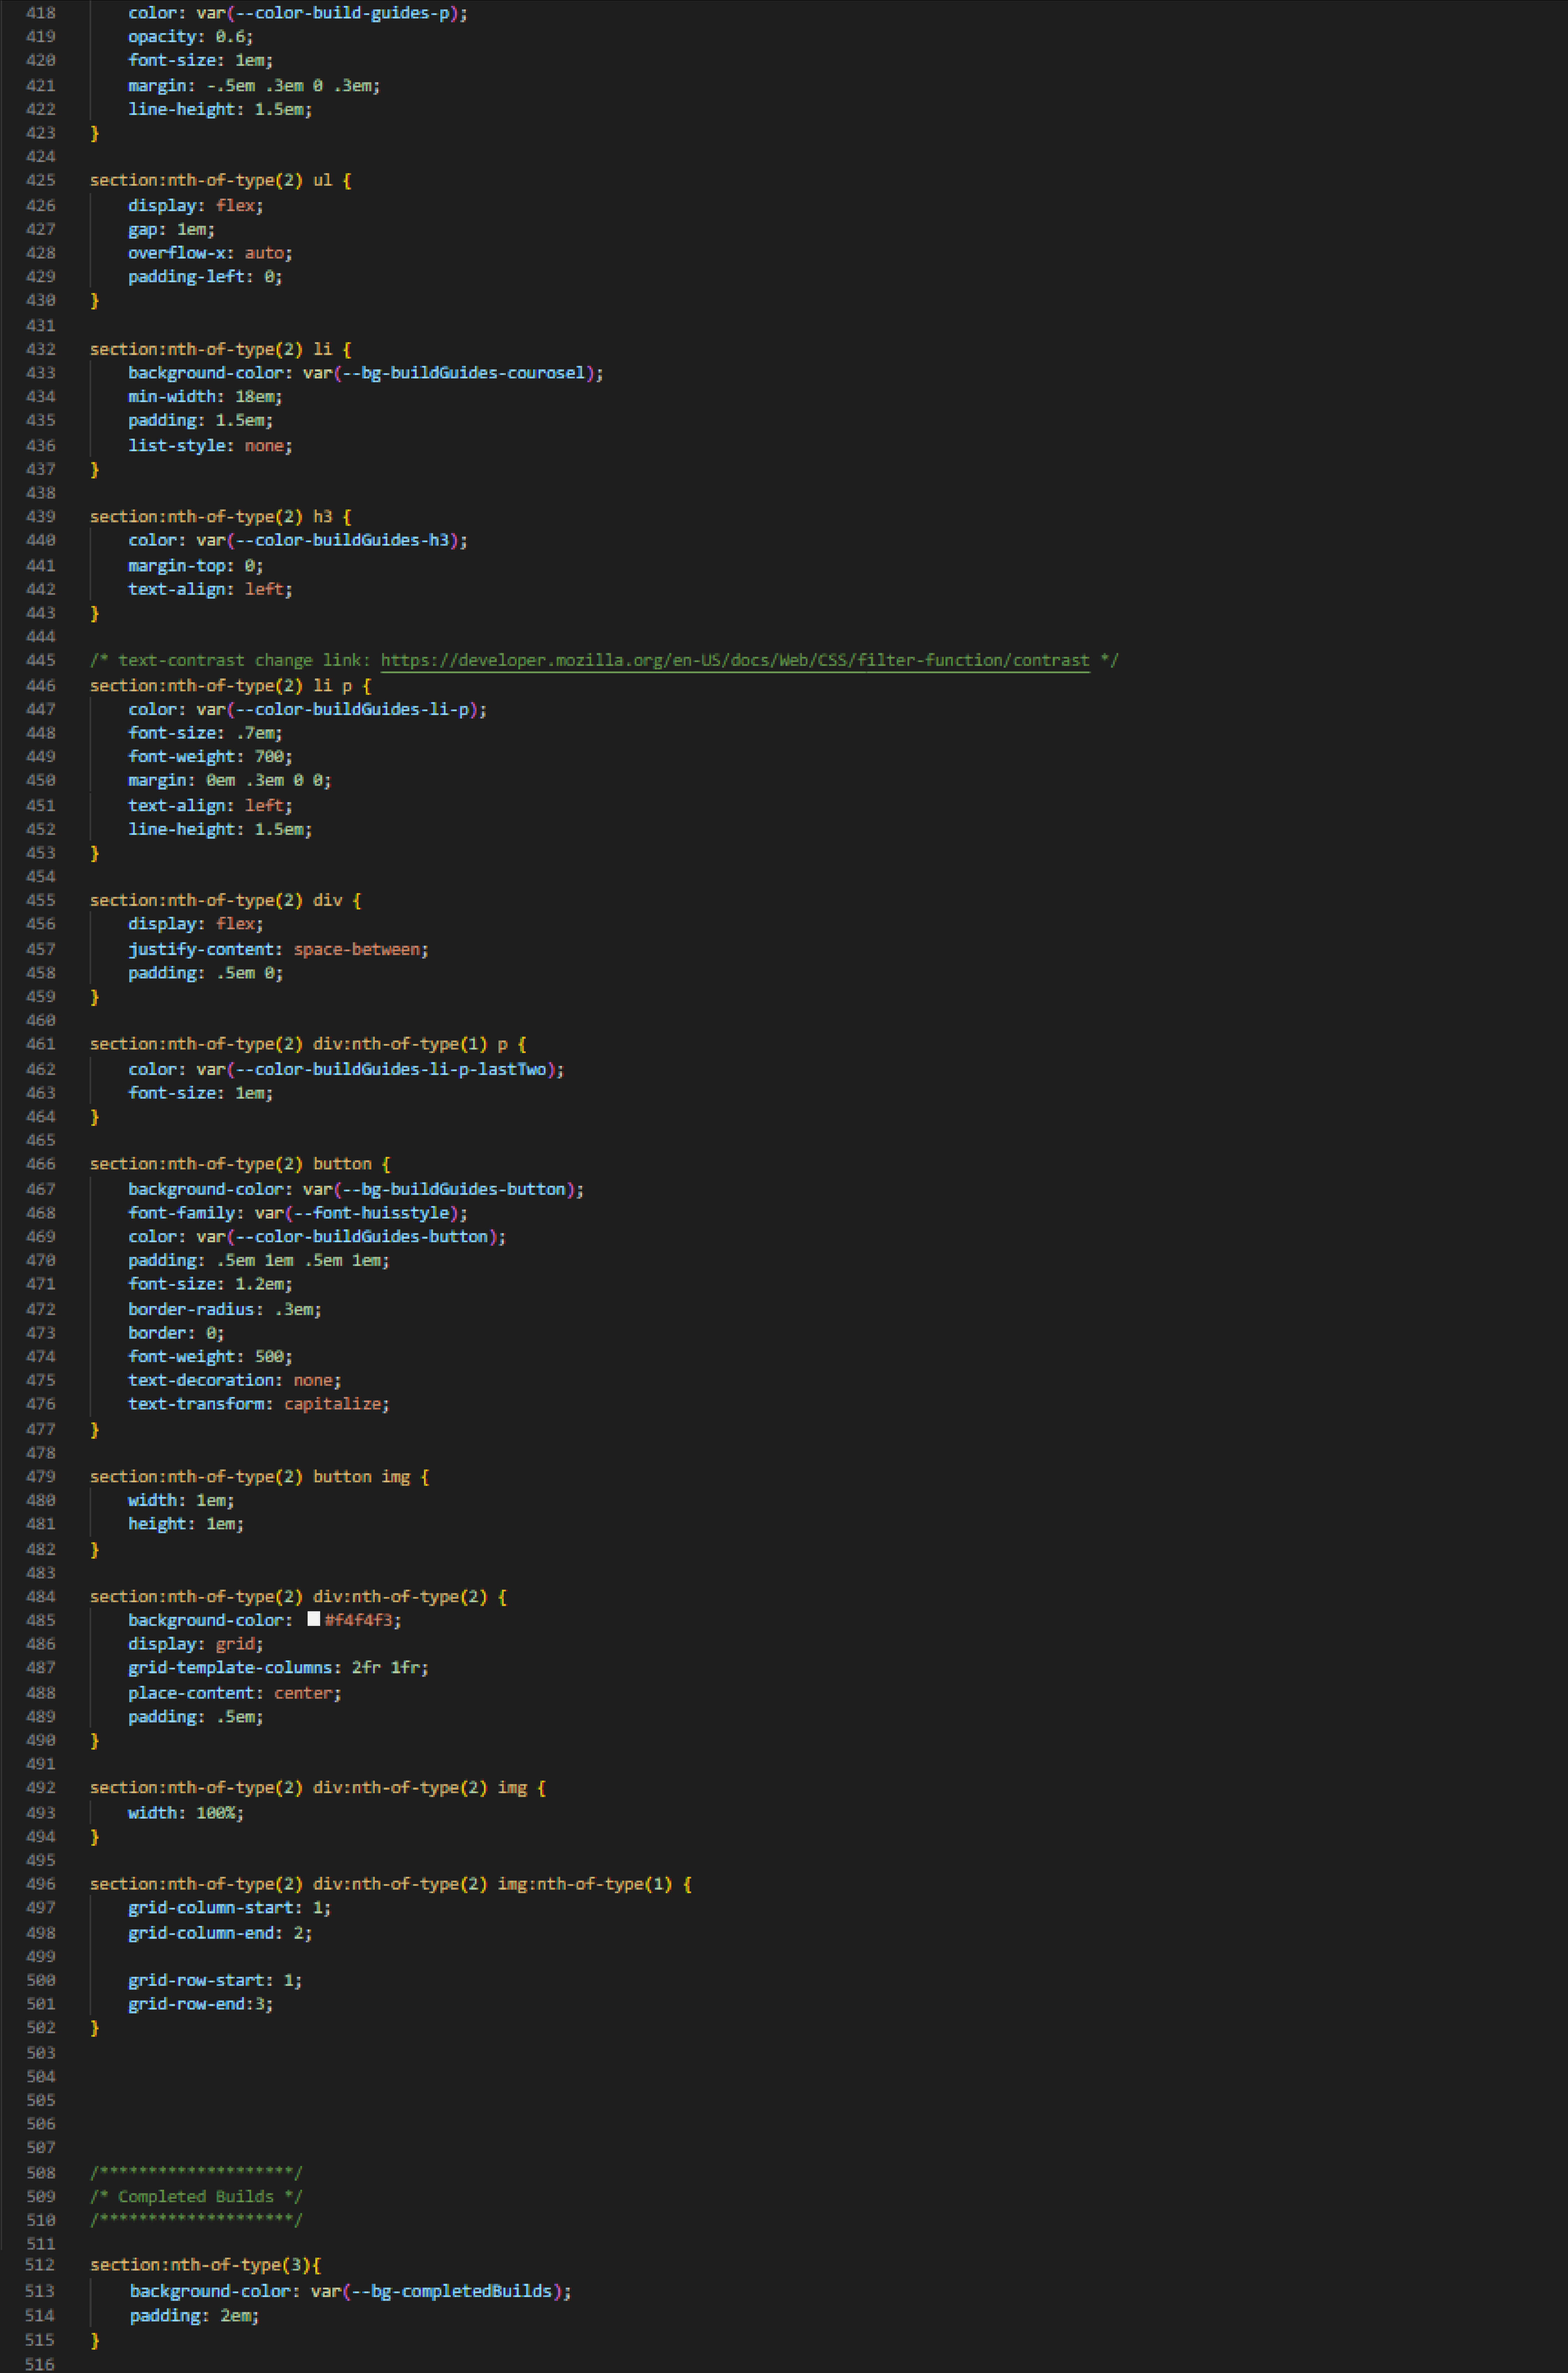 418 color: var(--color-build-guides-p);
419 opacity: 0.6;
420 font-size: 1em;
421 margin: -.5em .3em 0 .3em;
422 line-height: 1.5em;
423 }
424
425 section:nth-of-type(2) ul {
426 display: flex;
427 gap: 1em;
428 overflow-x: auto;
429 padding-left: 0;
430 }
431
432 section:nth-of-type(2) li {
433 background-color: var(--bg-buildGuides-courosel);
434 min-width: 18em;
435 padding: 1.5em;
436 list-style: none;
437 }
438
439 section:nth-of-type(2) h3 {
440 color: var(--color-buildGuides-h3);
441 margin-top: 0;
442 text-align: left;
443 }
444
445 /* text-contrast change link: https://developer.mozilla.org/en-US/docs/Web/CSS/filter-function/contrast */
446 section:nth-of-type(2) li p {
447 color: var(--color-buildGuides-li-p);
448 font-size: .7em;
449 font-weight: 700;
450 margin: 0em .3em 0 0;
451 text-align: left;
452 line-height: 1.5em;
453 }
454
455 section:nth-of-type(2) div {
456 display: flex;
457 justify-content: space-between;
458 padding: .5em 0;
459 }
460
461 section:nth-of-type(2) div:nth-of-type(1) p {
462 color: var(--color-buildGuides-li-p-lastTwo);
463 font-size: 1em;
464 }
465
466 section:nth-of-type(2) button {
467 background-color: var(--bg-buildGuides-button);
468 font-family: var(--font-huisstyle);
469 color: var(--color-buildGuides-button);
470 padding: .5em 1em .5em 1em;
471 font-size: 1.2em;
472 border-radius: .3em;
473 border: 0;
474 font-weight: 500;
475 text-decoration: none;
476 text-transform: capitalize;
477 }
478
479 section:nth-of-type(2) button img {
480 width: 1em;
481 height: 1em;
482 }
483
484 section:nth-of-type(2) div:nth-of-type(2) {
485 background-color: #f4f4f3;
486 display: grid;
487 grid-template-columns: 2fr 1fr;
488 place-content: center;
489 padding: .5em;
490 }
491
492 section:nth-of-type(2) div:nth-of-type(2) img {
493 width: 100%;
494 }
495
496 section:nth-of-type(2) div:nth-of-type(2) img:nth-of-type(1) {
497 grid-column-start: 1;
498 grid-column-end: 2;
499
500 grid-row-start: 1;
501 grid-row-end:3;
502 }
503
504
505
506
507
508 /********************/
509 /* Completed Builds */
510 /********************/
511
512 section:nth-of-type(3){
513 background-color: var(--bg-completedBuilds);
514 padding: 2em;
515 }
516